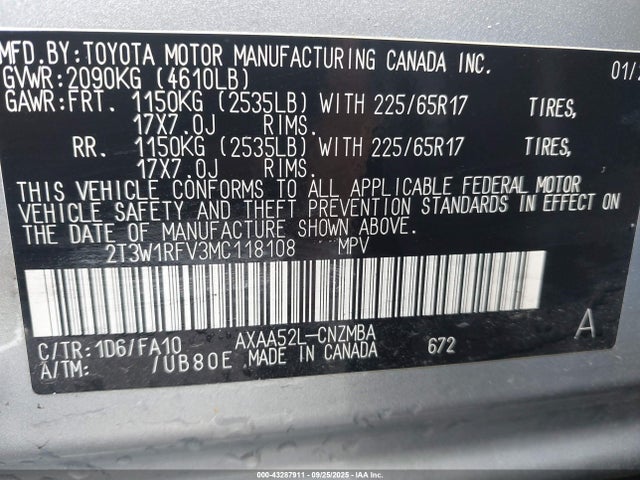 MFD.BY:TOYOTA MOTOR MANUFACTURING CANADA INC. 01/
GVWR:2090KG (4610LB)
GAWR:FRT. 1150KG (2535LB) WITH 225/65R17 TIRES,
17X7.0J RIMS.
RR. 1150KG (2535LB) WITH 225/65R17 TIRES,
17X7.0J RIMS.
THIS VEHICLE CONFORMS TO ALL APPLICABLE FEDERAL MOTOR
VEHICLE SAFETY AND THEFT PREVENTION STANDARDS IN EFFECT ON
THE DATE OF MANUFACTURE SHOWN ABOVE.
2T3W1RFV3MC118108 MPV
C/TR:1D6/FA10 AXAA52L-CNZMBA 672 A
A/TM: /UB80E MADE IN CANADA
000-43287911 - 09/25/2025 - IAA Inc.